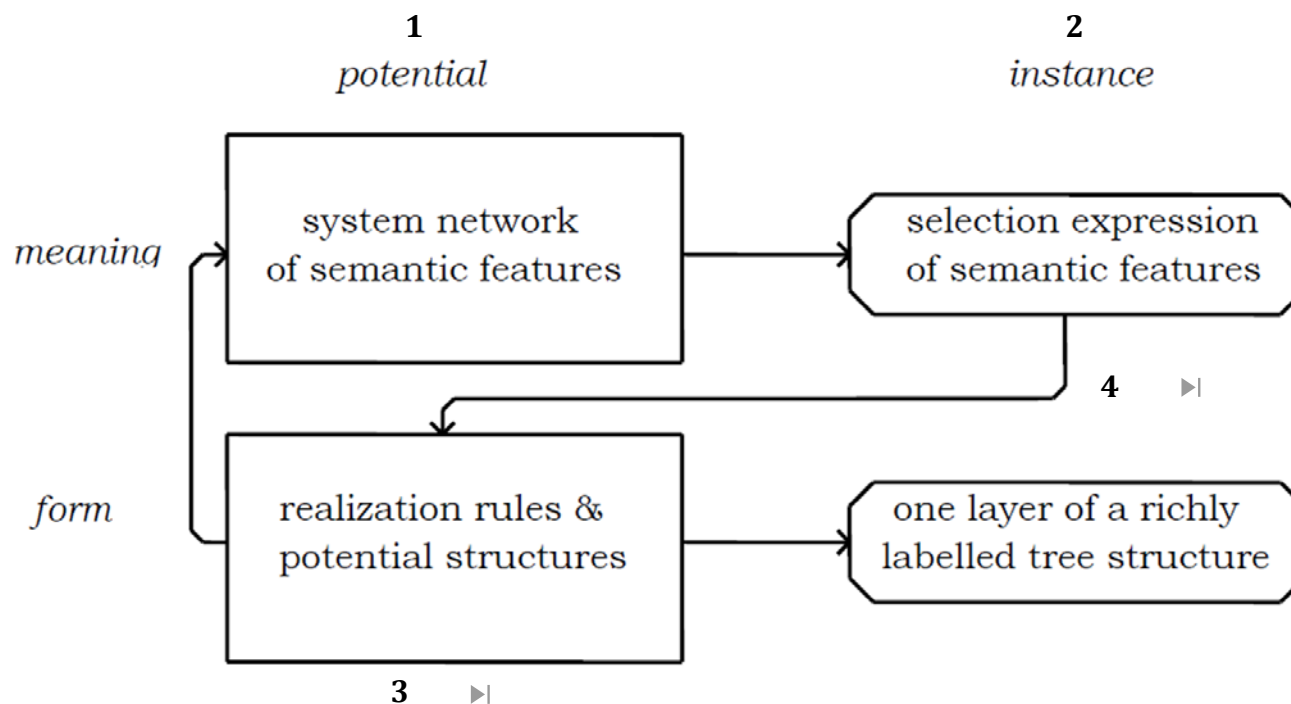 1
2
potential
instance
system network
of semantic features
selection expression
of semantic features
meaning
4
form
realization rules &
potential structures
one layer of a richly
labelled tree structure
3